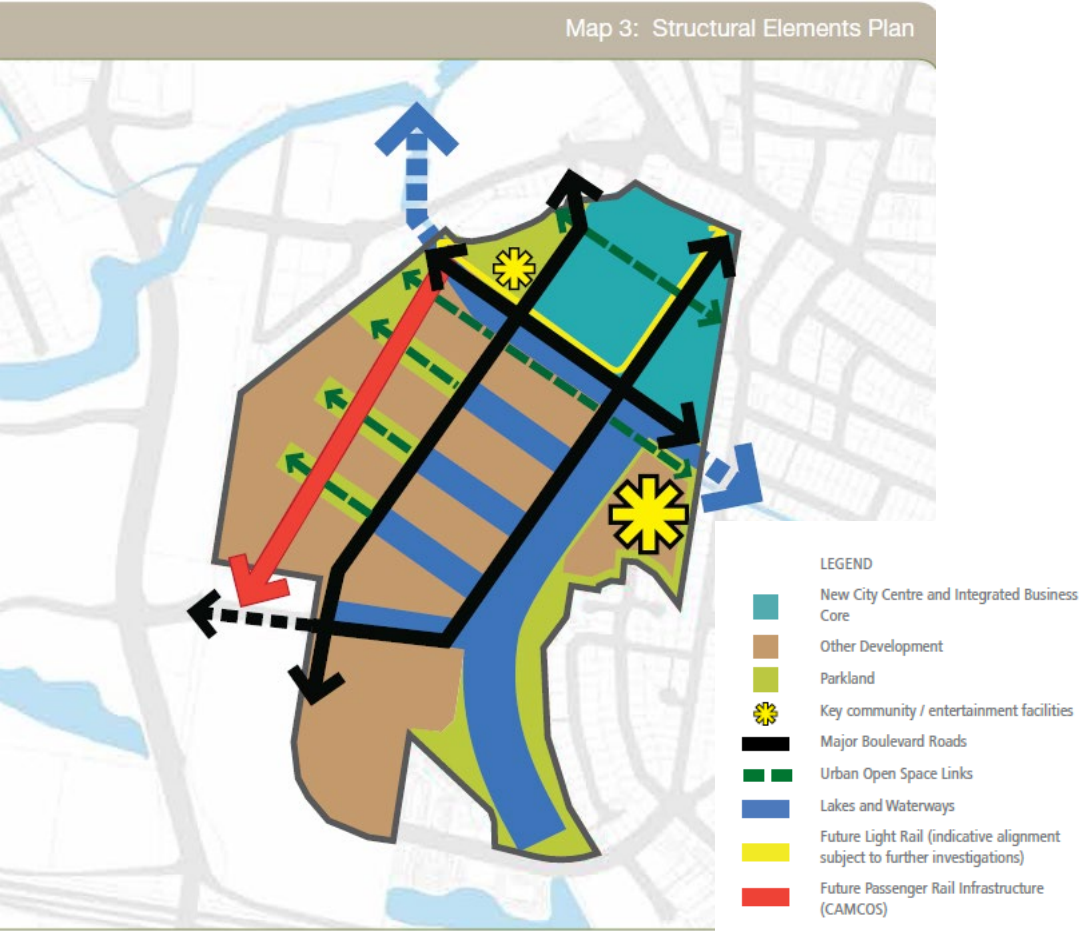 Map 3: Structural Elements Plan
LEGEND
New City Centre and Integrated Business
Core
Other Development
Parkland
Key community / entertainment facilities
Major Boulevard Roads
Urban Open Space Links
Lakes and Waterways
Future Light Rail (indicative alignment
subject to further investigations)
Future Passenger Rail Infrastructure
(CAMCOS)